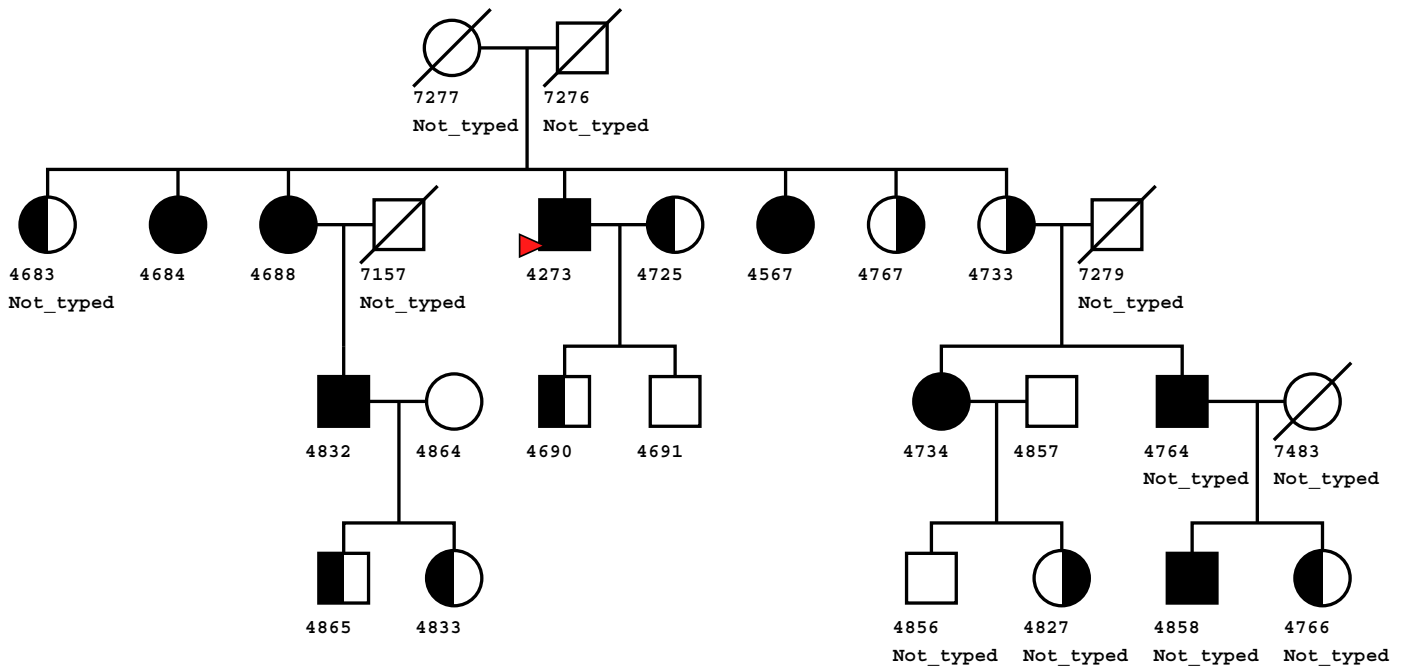 7277 7276
Not_typed Not_typed
4683 4684 4688 7157 4273 4725 4567 4767 4733 7279
Not_typed Not_typed Not_typed
4832 4864 4690 4691 4734 4857 4764 7483
Not_typed Not_typed
4865 4833 4856 4827 4858 4766
Not_typed Not_typed Not_typed Not_typed